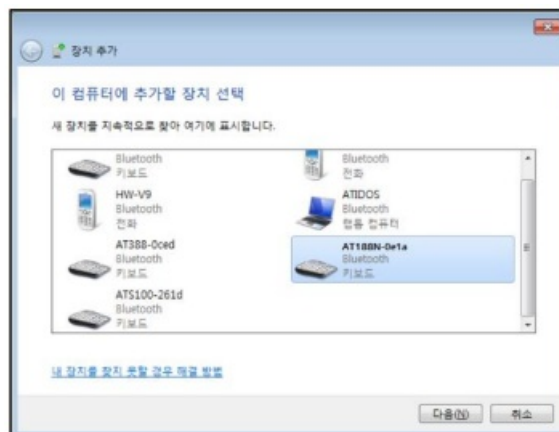 장치 추가
이 컴퓨터에 추가할 장치 선택
새 장치를 지속적으로 찾아 여기에 표시합니다.
Bluetooth
키보드
Bluetooth
전화
HW-V9
Bluetooth
전화
ATIDOS
Bluetooth
랩톱 컴퓨터
AT388-0ced
Bluetooth
키보드
AT188N-0e1a
Bluetooth
키보드
ATS100-261d
Bluetooth
키보드
내 장치를 찾지 못할 경우 해결 방법
다음(N)
취소